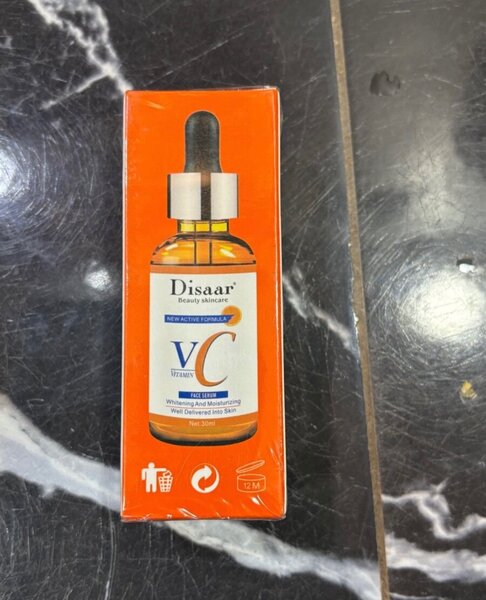 Disaar®
Beauty skincare
NEW ACTIVE FORMULA
VC
VITAMIN
FACE SERUM
Whitening And Moisturizing
Well Delivered Into Skin
Net:30ml
12 M